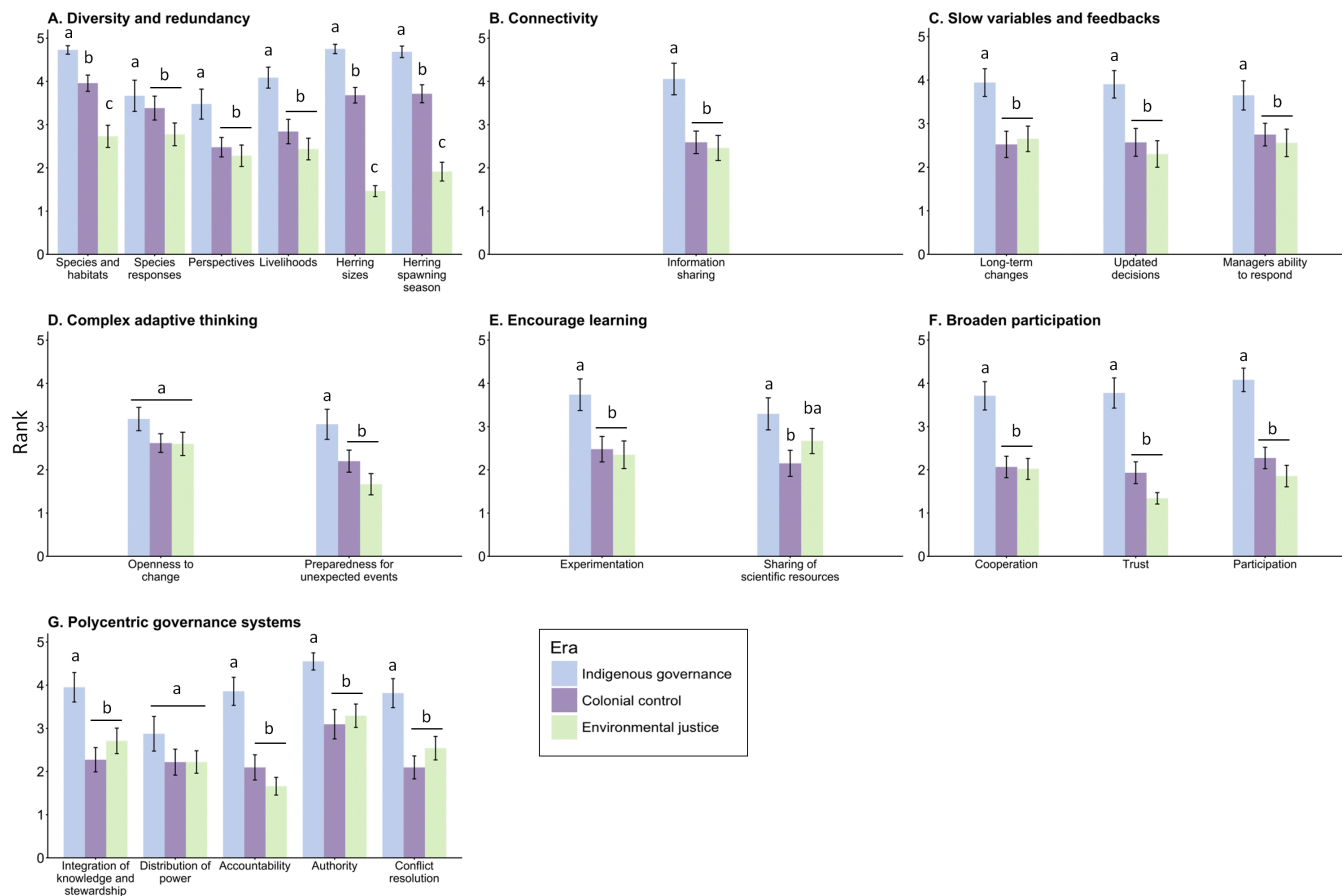 A. Diversity and redundancy
5
4
3
2
1
0
a
b
c
a
b
a
b
a
b
a
b
c
a
b
c
Species and
habitats
Species
responses
Perspectives
Livelihoods
Herring
sizes
Herring
spawning
season
B. Connectivity
5
4
3
2
1
0
a
b
Information
sharing
C. Slow variables and feedbacks
5
4
3
2
1
0
a
b
a
b
a
b
Long-term
changes
Updated
decisions
Managers ability
to respond
Rank
D. Complex adaptive thinking
5
4
3
2
1
0
a
a
b
Openness to
change
Preparedness for
unexpected events
E. Encourage learning
5
4
3
2
1
0
a
b
a
b
ba
Experimentation
Sharing of
scientific resources
F. Broaden participation
5
4
3
2
1
0
a
b
a
b
a
b
Cooperation
Trust
Participation
G. Polycentric governance systems
5
4
3
2
1
0
a
b
a
a
b
a
b
a
b
Integration of
knowledge and
stewardship
Distribution of
power
Accountability
Authority
Conflict
resolution
Era
Indigenous governance
Colonial control
Environmental justice